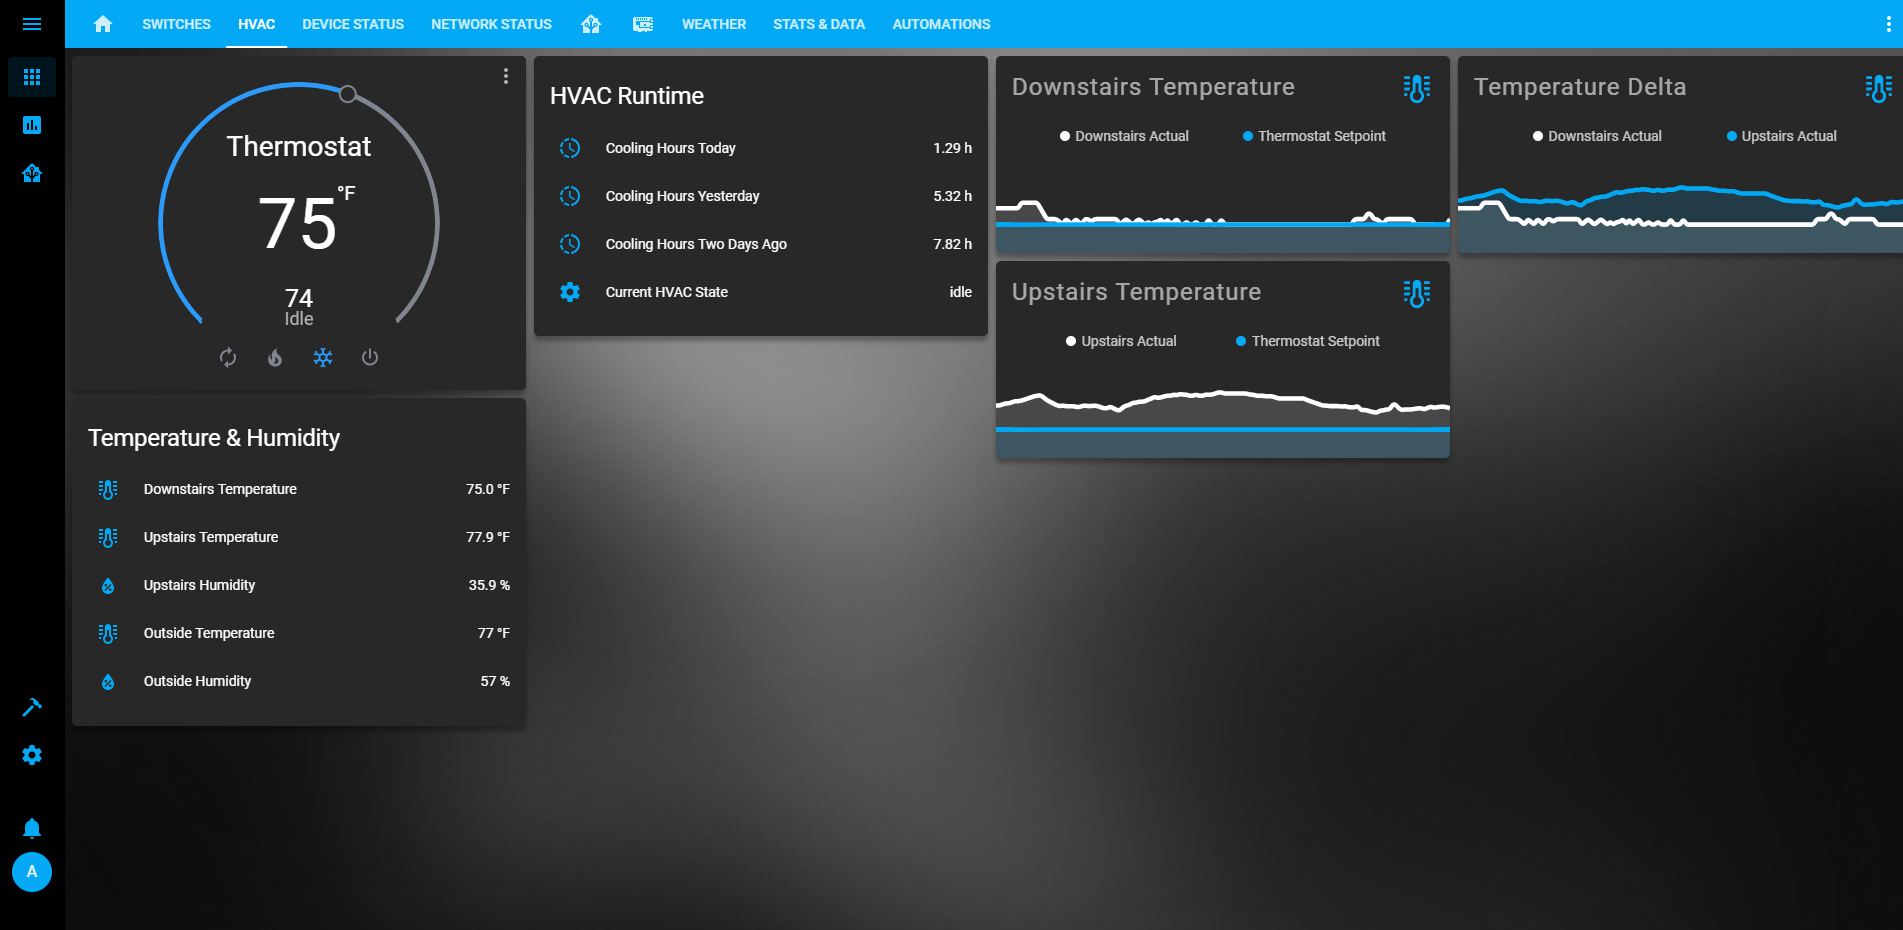 SWITCHES HVAC DEVICE STATUS NETWORK STATUS WEATHER STATS & DATA AUTOMATIONS
Thermostat
75 °F
74
Idle
Temperature & Humidity
Downstairs Temperature 75.0 °F
Upstairs Temperature 77.9 °F
Upstairs Humidity 35.9 %
Outside Temperature 77 °F
Outside Humidity 57 %
HVAC Runtime
Cooling Hours Today 1.29 h
Cooling Hours Yesterday 5.32 h
Cooling Hours Two Days Ago 7.82 h
Current HVAC State idle
Downstairs Temperature
Downstairs Actual Thermostat Setpoint
Upstairs Temperature
Upstairs Actual Thermostat Setpoint
Temperature Delta
Downstairs Actual Upstairs Actual
A